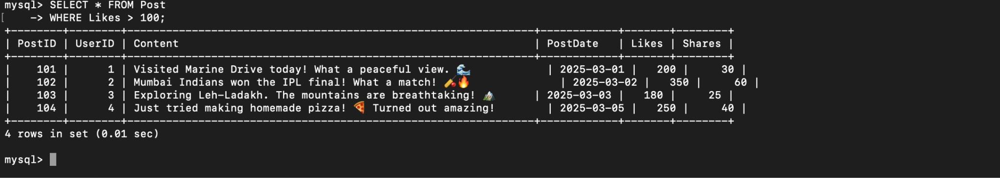 mysql> SELECT * FROM Post
[    -> WHERE Likes > 100;
+--------+--------+---------------------------------------------------------------+------------+-------+--------+
| PostID | UserID | Content                                                       | PostDate   | Likes | Shares |
+--------+--------+---------------------------------------------------------------+------------+-------+--------+
|    101 |      1 | Visited Marine Drive today! What a peaceful view. 🌊            | 2025-03-01 |   200 |     30 |
|    102 |      2 | Mumbai Indians won the IPL final! What a match! 🏏🔥              | 2025-03-02 |   350 |     60 |
|    103 |      3 | Exploring Leh-Ladakh. The mountains are breathtaking! 🏔️      | 2025-03-03 |   180 |     25 |
|    104 |      4 | Just tried making homemade pizza! 🍕 Turned out amazing!        | 2025-03-05 |   250 |     40 |
+--------+--------+---------------------------------------------------------------+------------+-------+--------+
4 rows in set (0.01 sec)
mysql>